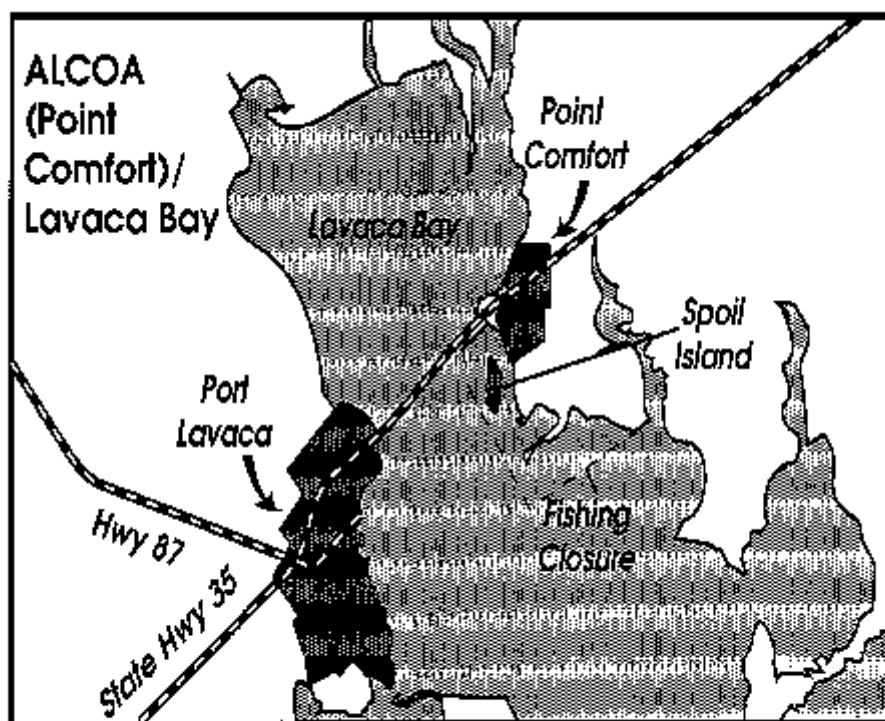 ALCOA
(Point
Comfort)/
Lavaca Bay
Point
Comfort
Lavaca Bay
Spoil
Island
Port
Lavaca
Hwy 87
Fishing
Closure
State Hwy 35